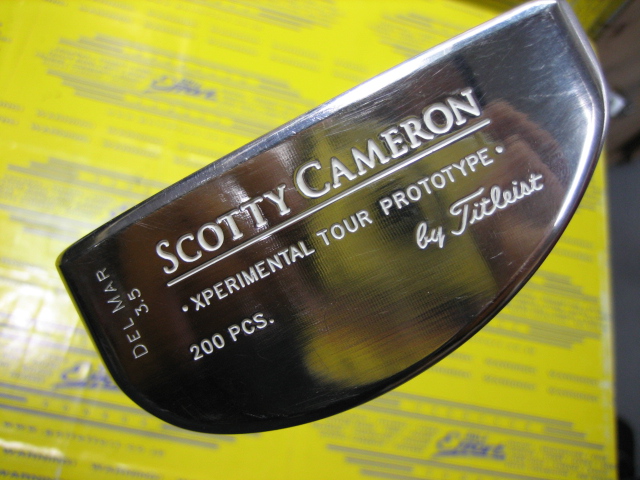 SCOTTY CAMERON
• XPERIMENTAL TOUR PROTOTYPE •
by Titleist
200 PCS.
DEL MAR
3.5